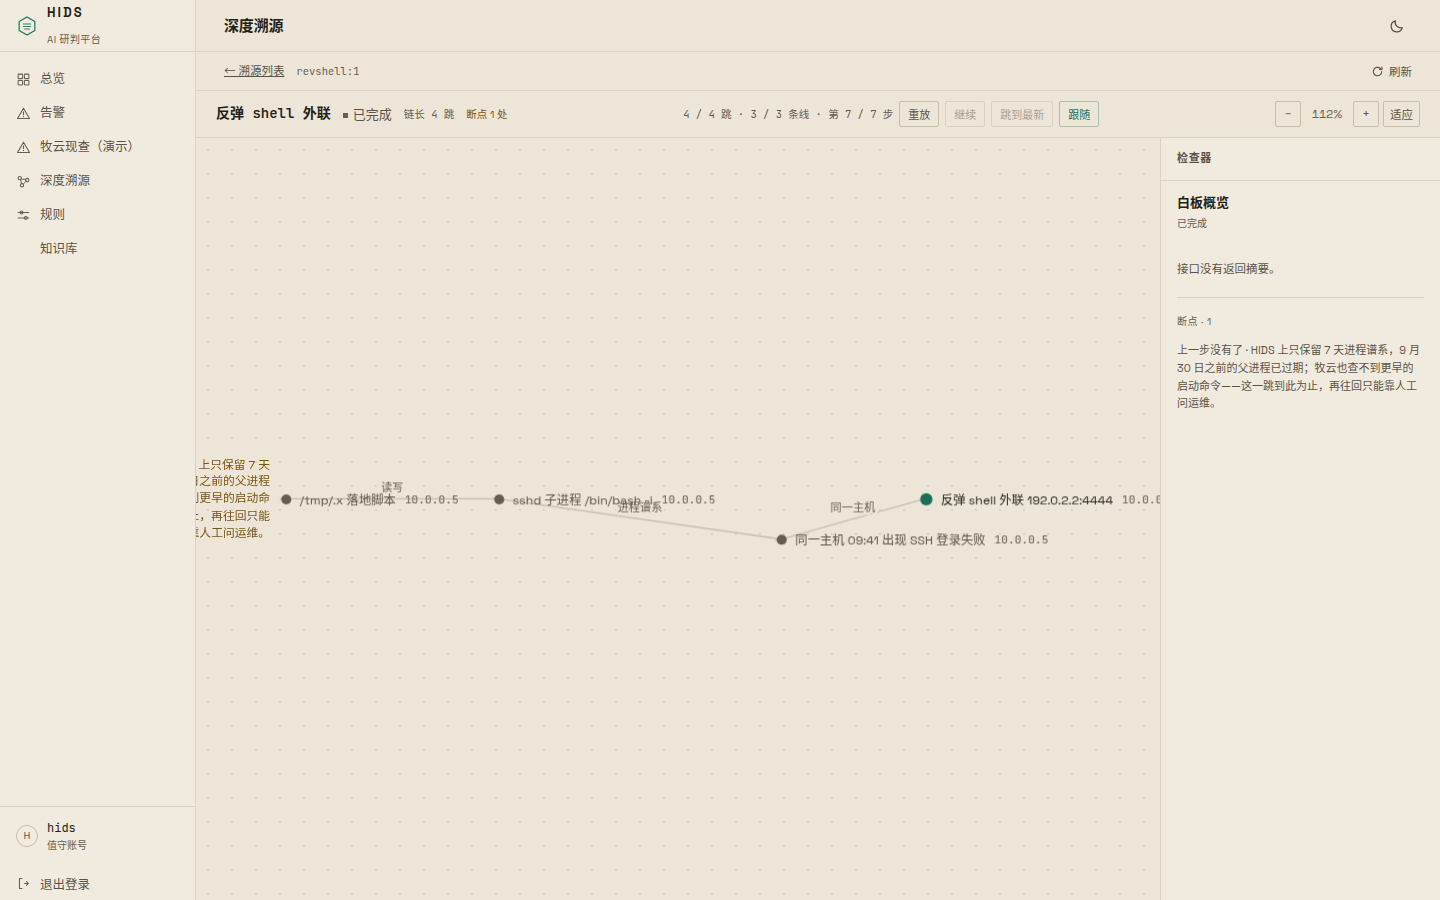 HIDS
AI 研判平台
总览
告警
牧云现查（演示）
深度溯源
规则
知识库
H
hids
值守账号
退出登录
深度溯源
← 溯源列表 revshell:1
刷新
反弹 shell 外联 已完成 链长 4 跳 断点 1 处
4 / 4 跳 · 3 / 3 条线 · 第 7 / 7 步 重放 继续 跳到最新 跟随
− 112% + 适应
上只保留 7 天
之前的父进程
更早的启动命
，再往回只能
人工问运维。
读写
/tmp/.x 落地脚本 10.0.0.5
sshd 子进程 /bin/bash -i 10.0.0.5
进程谱系
同一主机
反弹 shell 外联 192.0.2.2:4444 10.0.0
同一主机 09:41 出现 SSH 登录失败 10.0.0.5
检查器
白板概览
已完成
接口没有返回摘要。
断点 · 1
上一步没有了 · HIDS 上只保留 7 天进程谱系，9 月
30 日之前的父进程已过期；牧云也查不到更早的
启动命令——这一跳到此为止，再往回只能靠人工
问运维。